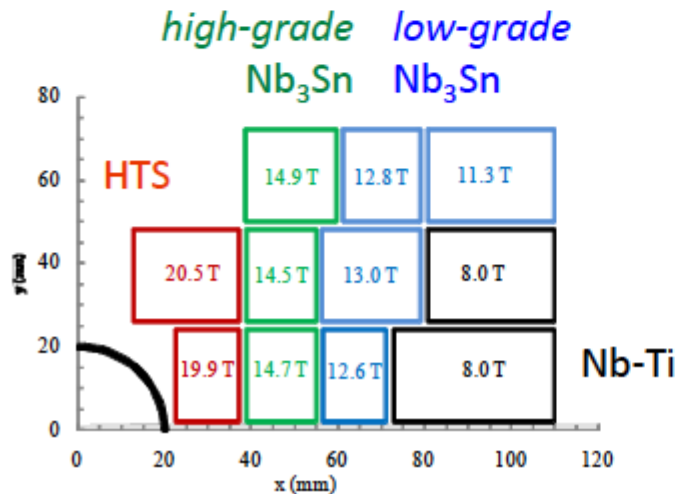 high-grade low-grade
Nb₃Sn Nb₃Sn
80
HTS
14.9 T 12.8 T 11.3 T
60
y (mm)
40
20.5 T 14.5 T 13.0 T 8.0 T
20
19.9 T 14.7 T 12.6 T 8.0 T Nb-Ti
0
0 20 40 60 80 100 120
x (mm)